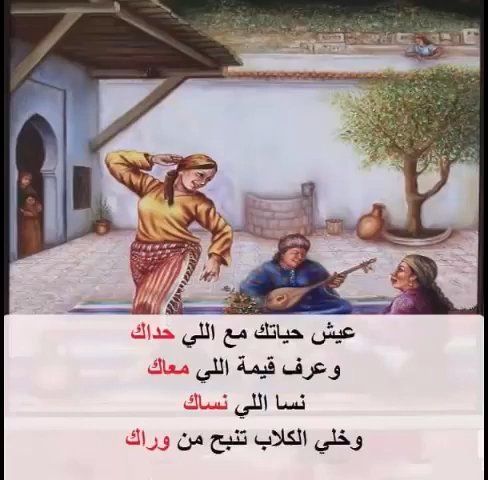 عيش حياتك مع اللي حداك
وعرف قيمة اللي معاك
نسا اللي نساك
وخلي الكلاب تنبح من وراك